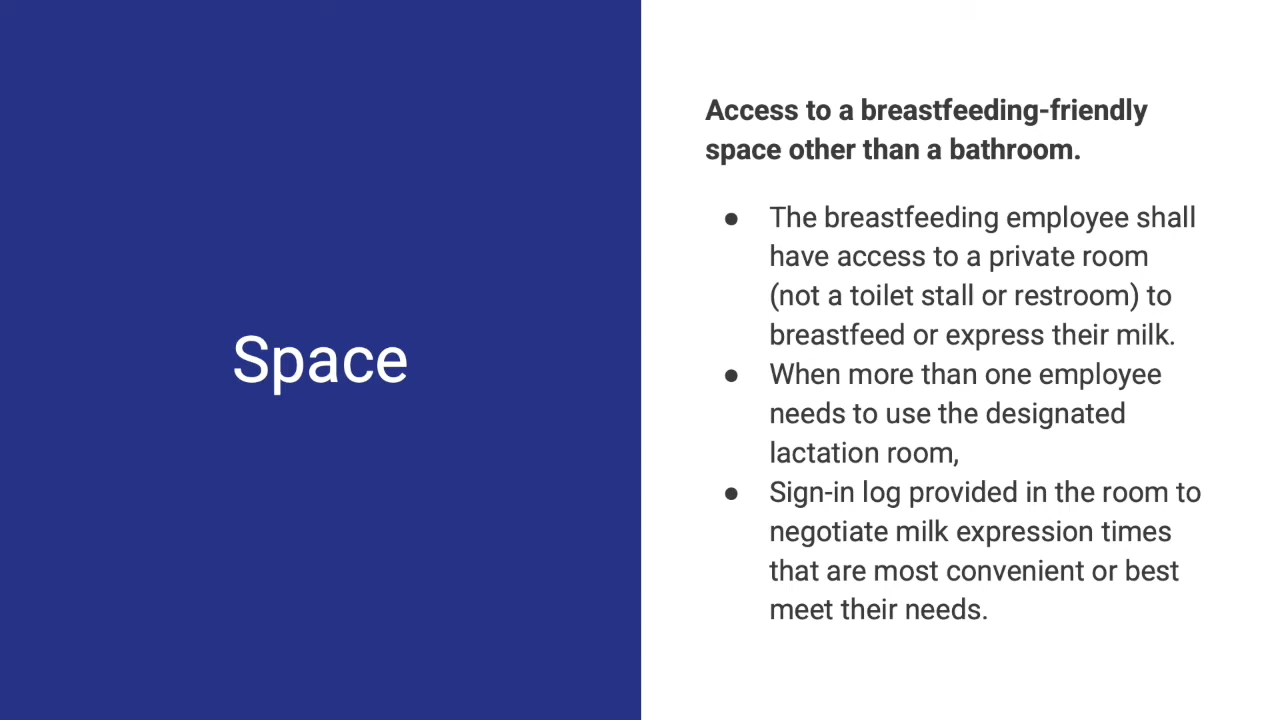 Space
Access to a breastfeeding-friendly
space other than a bathroom.
● The breastfeeding employee shall
have access to a private room
(not a toilet stall or restroom) to
breastfeed or express their milk.
● When more than one employee
needs to use the designated
lactation room,
● Sign-in log provided in the room to
negotiate milk expression times
that are most convenient or best
meet their needs.